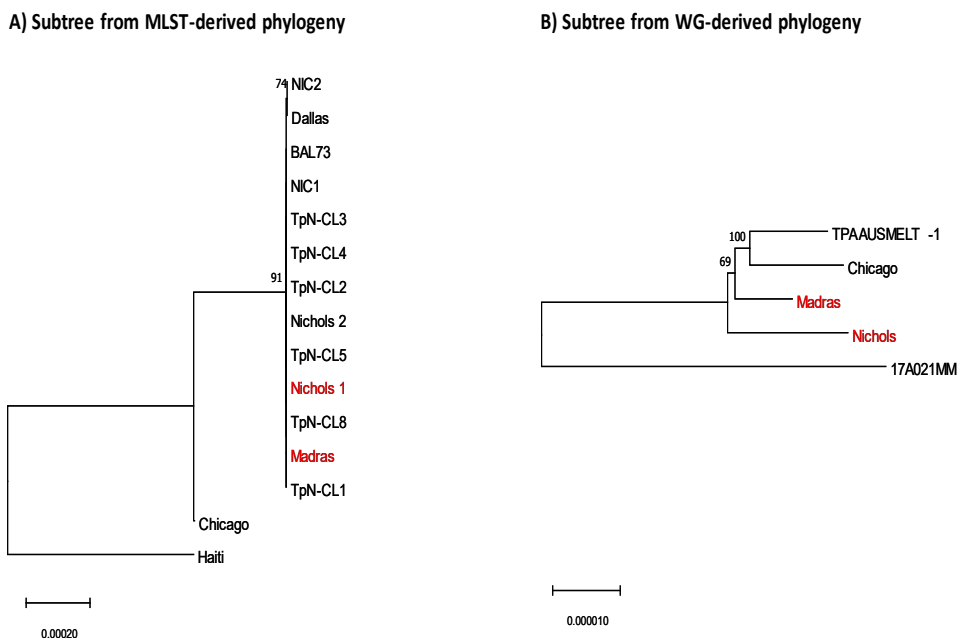 A) Subtree from MLST-derived phylogeny
74
NIC2
Dallas
BAL73
NIC1
TpN-CL3
TpN-CL4
91
TpN-CL2
Nichols 2
TpN-CL5
Nichols 1
TpN-CL8
Madras
TpN-CL1
Chicago
Haiti
0.00020
B) Subtree from WG-derived phylogeny
100
TPAAUSMELT -1
69
Chicago
Madras
Nichols
17A021MM
0.000010